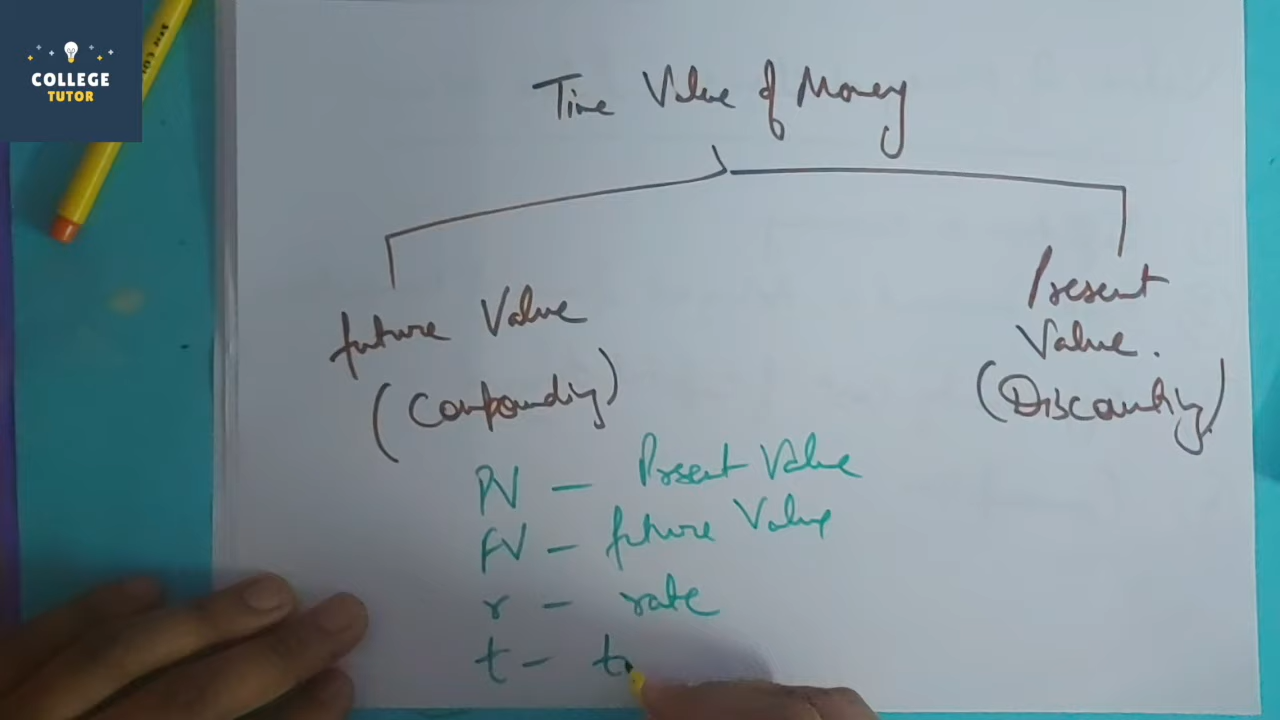 COLLEGE
TUTOR
Time Value of Money
future Value
(Compounding)
Present
Value.
(Discounting)
PV – Present Value
FV – future Value
r – rate
t – t